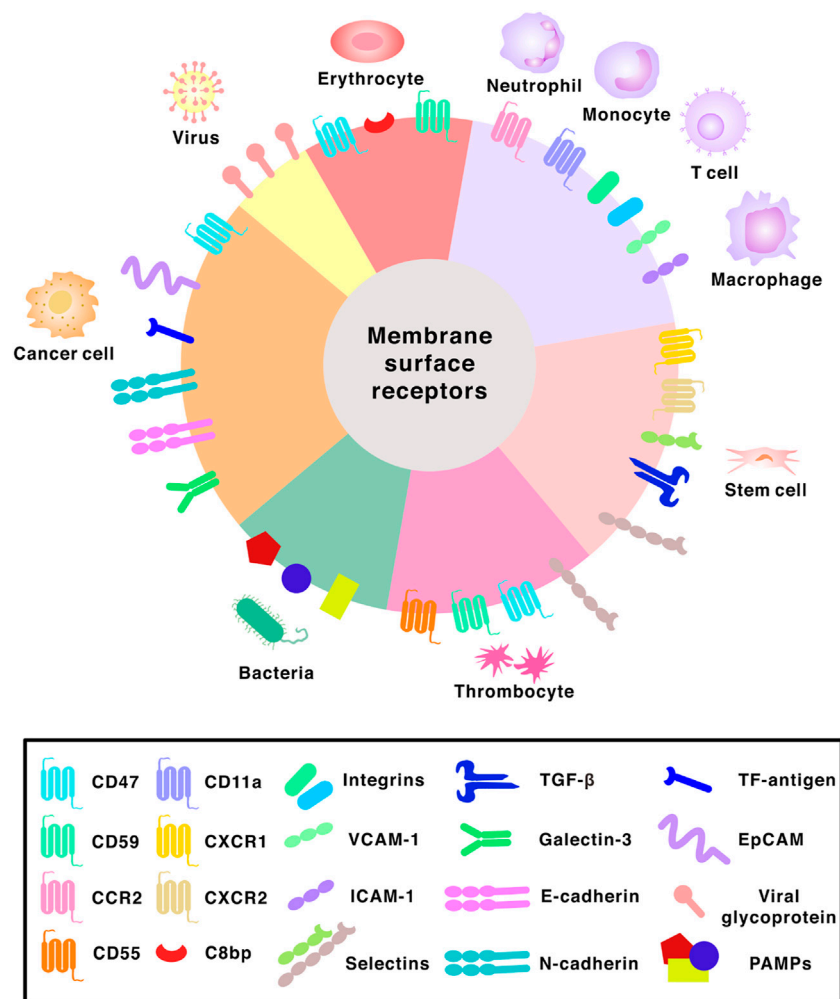 Erythrocyte
Neutrophil
Monocyte
Virus
T cell
Macrophage
Cancer cell
Membrane
surface
receptors
Stem cell
Bacteria
Thrombocyte
CD47
CD11a
Integrins
TGF-β
TF-antigen
CD59
CXCR1
VCAM-1
Galectin-3
EpCAM
CCR2
CXCR2
ICAM-1
E-cadherin
Viral
glycoprotein
CD55
C8bp
Selectins
N-cadherin
PAMPs